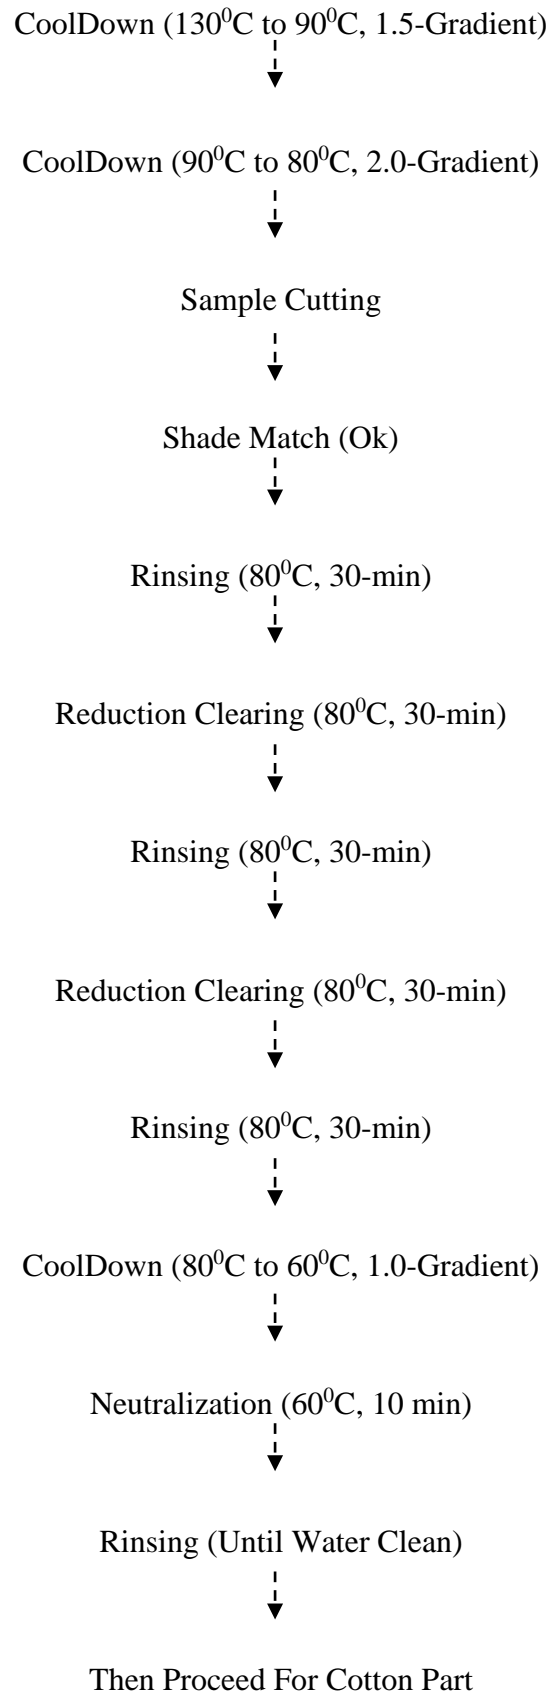 CoolDown (130⁰C to 90⁰C, 1.5-Gradient)
CoolDown (90⁰C to 80⁰C, 2.0-Gradient)
Sample Cutting
Shade Match (Ok)
Rinsing (80⁰C, 30-min)
Reduction Clearing (80⁰C, 30-min)
Rinsing (80⁰C, 30-min)
Reduction Clearing (80⁰C, 30-min)
Rinsing (80⁰C, 30-min)
CoolDown (80⁰C to 60⁰C, 1.0-Gradient)
Neutralization (60⁰C, 10 min)
Rinsing (Until Water Clean)
Then Proceed For Cotton Part